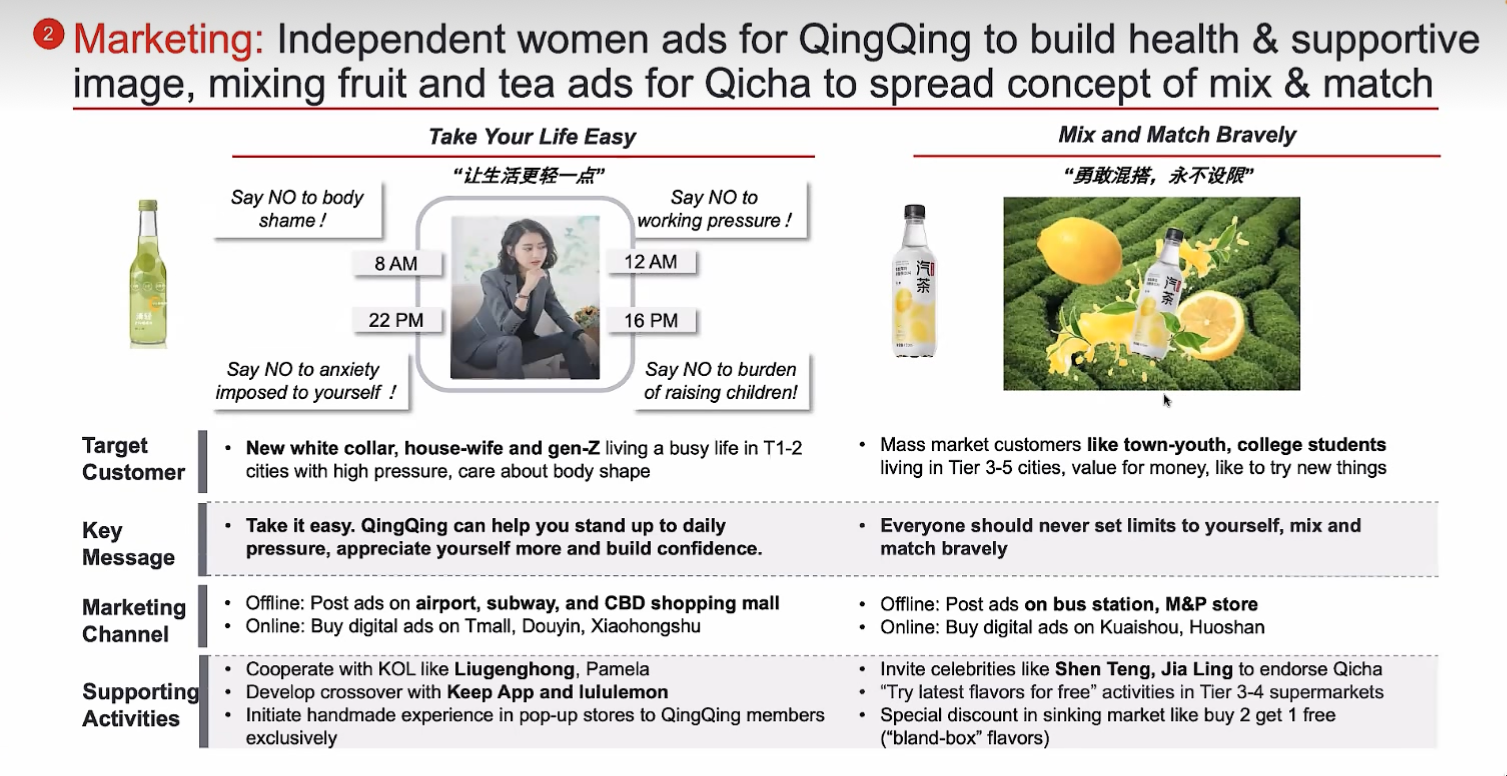 2
Marketing: Independent women ads for QingQing to build health & supportive
image, mixing fruit and tea ads for Qicha to spread concept of mix & match
Take Your Life Easy
“让生活更轻一点”
Say NO to body
shame！
Say NO to
working pressure！
8 AM
12 AM
22 PM
16 PM
Say NO to anxiety
imposed to yourself！
Say NO to burden
of raising children!
Mix and Match Bravely
“勇敢混搭，永不设限”
汽茶
汽茶
Target
Customer
• New white collar, house-wife and gen-Z living a busy life in T1-2
cities with high pressure, care about body shape
• Mass market customers like town-youth, college students
living in Tier 3-5 cities, value for money, like to try new things
Key
Message
• Take it easy. QingQing can help you stand up to daily
pressure, appreciate yourself more and build confidence.
• Everyone should never set limits to yourself, mix and
match bravely
Marketing
Channel
• Offline: Post ads on airport, subway, and CBD shopping mall
• Online: Buy digital ads on Tmall, Douyin, Xiaohongshu
• Offline: Post ads on bus station, M&P store
• Online: Buy digital ads on Kuaishou, Huoshan
Supporting
Activities
• Cooperate with KOL like Liugenghong, Pamela
• Develop crossover with Keep App and lululemon
• Initiate handmade experience in pop-up stores to QingQing members
exclusively
• Invite celebrities like Shen Teng, Jia Ling to endorse Qicha
• “Try latest flavors for free” activities in Tier 3-4 supermarkets
• Special discount in sinking market like buy 2 get 1 free
(“bland-box” flavors)